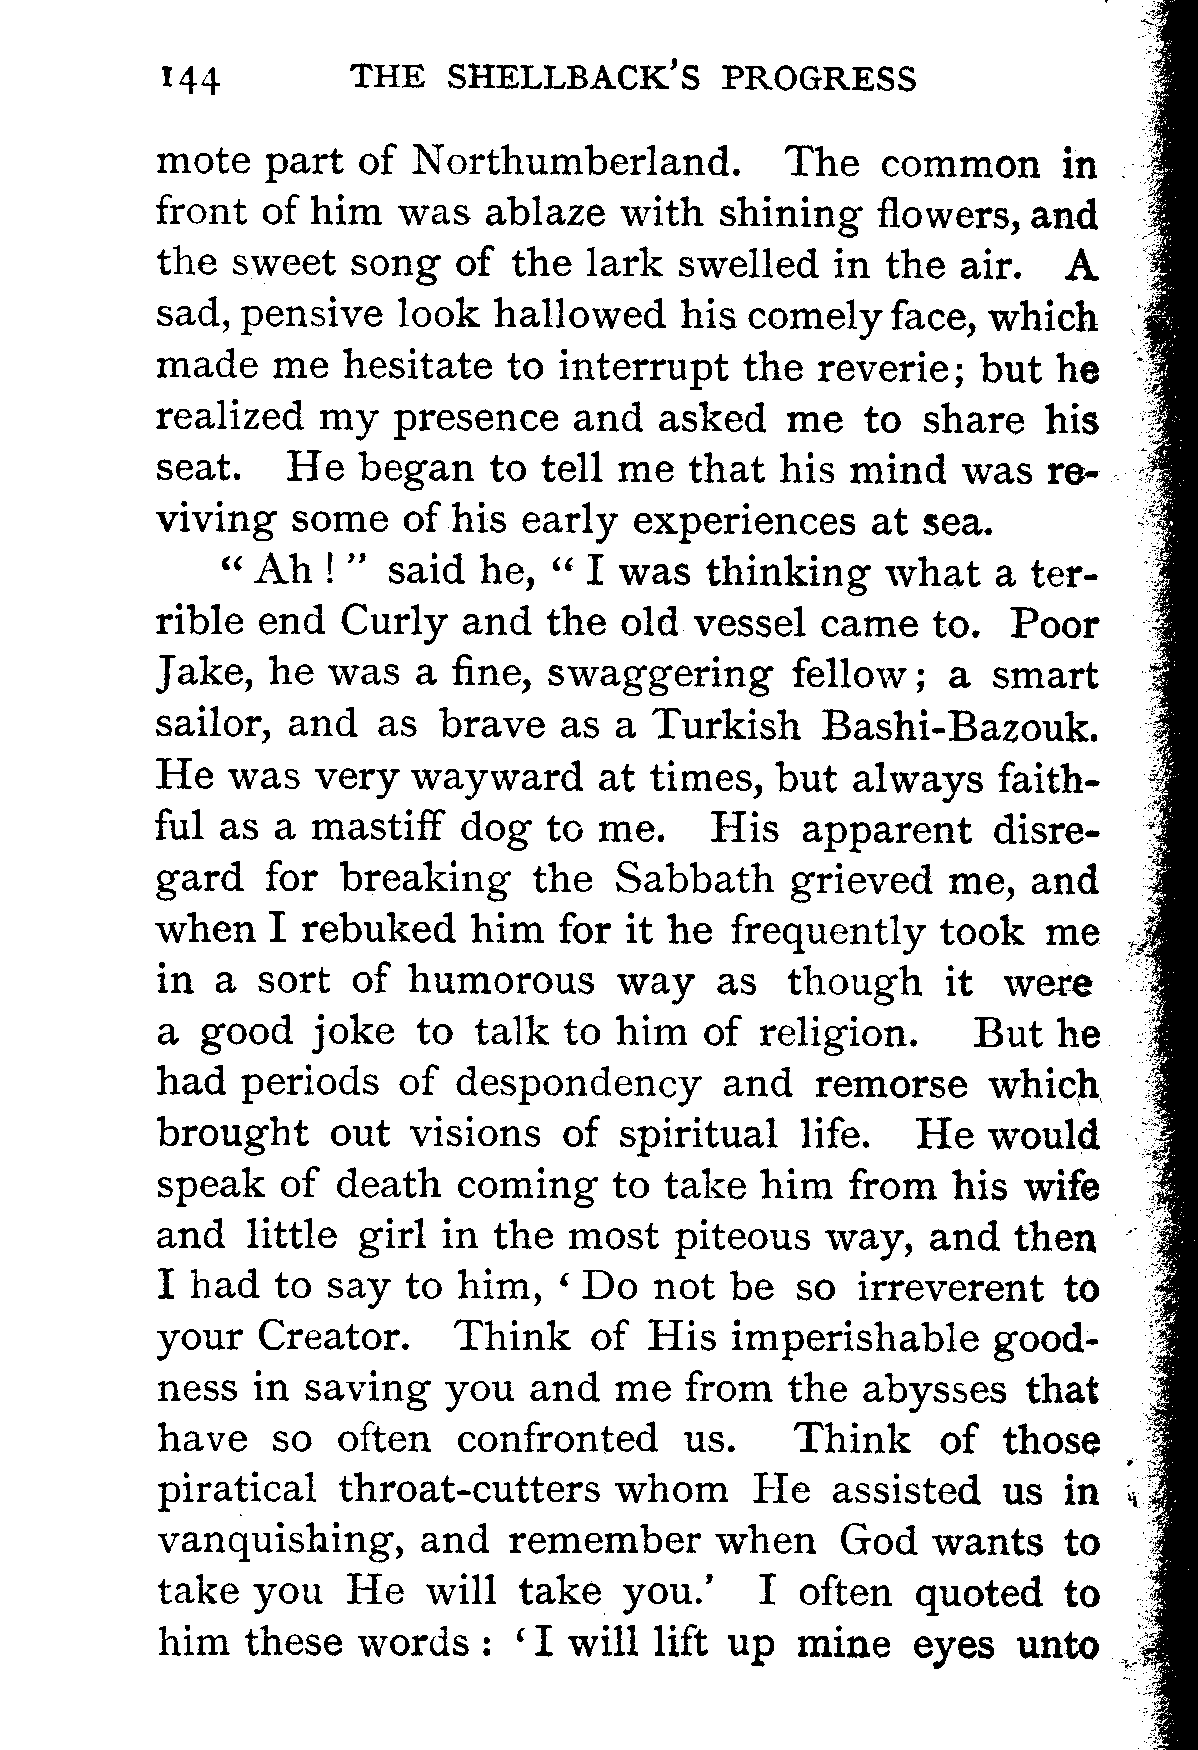 144 THE SHELLBACK'S PROGRESS
mote part of Northumberland. The common in
front of him was ablaze with shining flowers, and
the sweet song of the lark swelled in the air. A
sad, pensive look hallowed his comely face, which
made me hesitate to interrupt the reverie; but he
realized my presence and asked me to share his
seat. He began to tell me that his mind was re-
viving some of his early experiences at sea.
“ Ah ! ” said he, “ I was thinking what a ter-
rible end Curly and the old vessel came to. Poor
Jake, he was a fine, swaggering fellow ; a smart
sailor, and as brave as a Turkish Bashi-Bazouk.
He was very wayward at times, but always faith-
ful as a mastiff dog to me. His apparent disre-
gard for breaking the Sabbath grieved me, and
when I rebuked him for it he frequently took me
in a sort of humorous way as though it were
a good joke to talk to him of religion. But he
had periods of despondency and remorse which
brought out visions of spiritual life. He would
speak of death coming to take him from his wife
and little girl in the most piteous way, and then
I had to say to him, ‘ Do not be so irreverent to
your Creator. Think of His imperishable good-
ness in saving you and me from the abysses that
have so often confronted us. Think of those
piratical throat-cutters whom He assisted us in
vanquishing, and remember when God wants to
take you He will take you.’ I often quoted to
him these words : ‘ I will lift up mine eyes unto